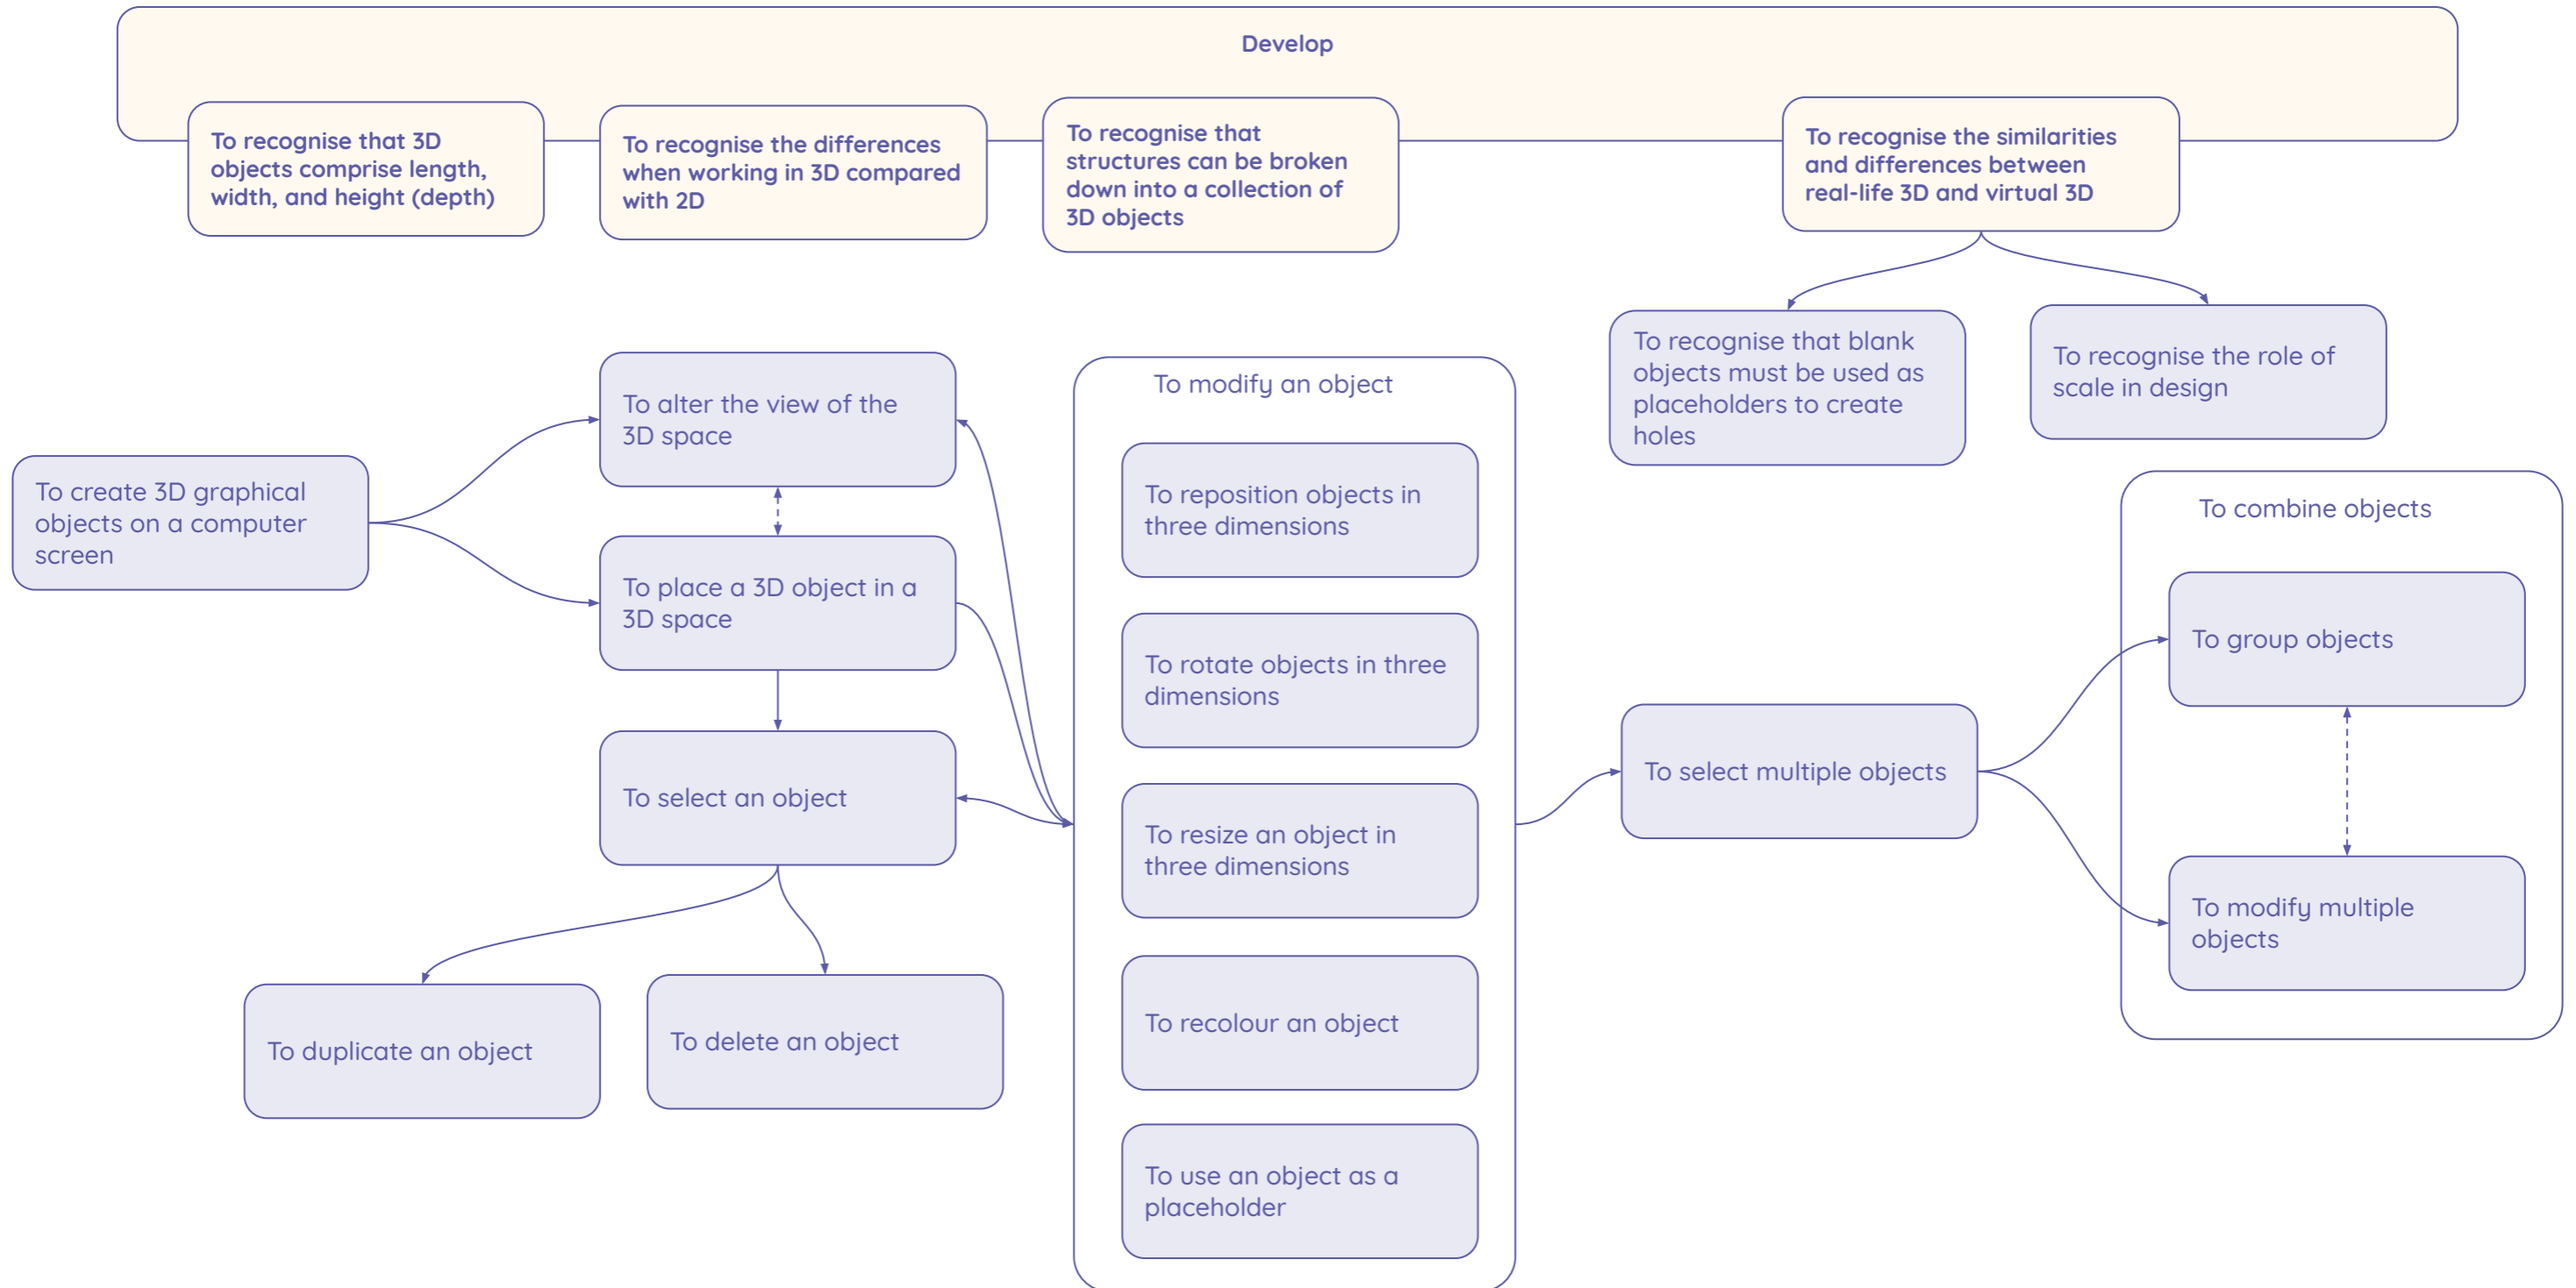 Develop
To recognise that 3D
objects comprise length,
width, and height (depth)
To recognise the differences
when working in 3D compared
with 2D
To recognise that
structures can be broken
down into a collection of
3D objects
To recognise the similarities
and differences between
real-life 3D and virtual 3D
To recognise that blank
objects must be used as
placeholders to create
holes
To recognise the role of
scale in design
To create 3D graphical
objects on a computer
screen
To alter the view of the
3D space
To place a 3D object in a
3D space
To select an object
To duplicate an object
To delete an object
To modify an object
To reposition objects in
three dimensions
To rotate objects in three
dimensions
To resize an object in
three dimensions
To recolour an object
To use an object as a
placeholder
To select multiple objects
To combine objects
To group objects
To modify multiple
objects